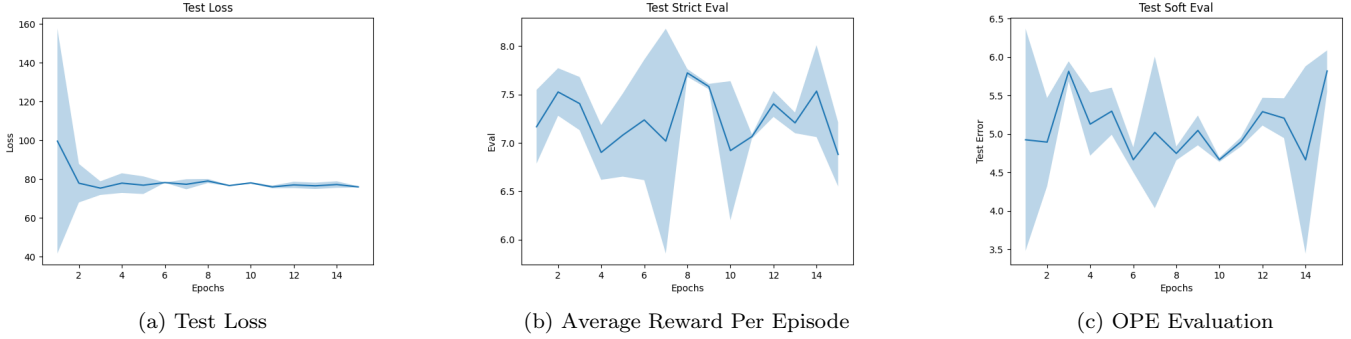 Test Loss
160
140
120
100
80
60
40
Loss
2 4 6 8 10 12 14
Epochs
(a) Test Loss
Test Strict Eval
8.0
7.5
7.0
6.5
6.0
Eval
2 4 6 8 10 12 14
Epochs
(b) Average Reward Per Episode
Test Soft Eval
6.5
6.0
5.5
5.0
4.5
4.0
3.5
Test Error
2 4 6 8 10 12 14
Epochs
(c) OPE Evaluation